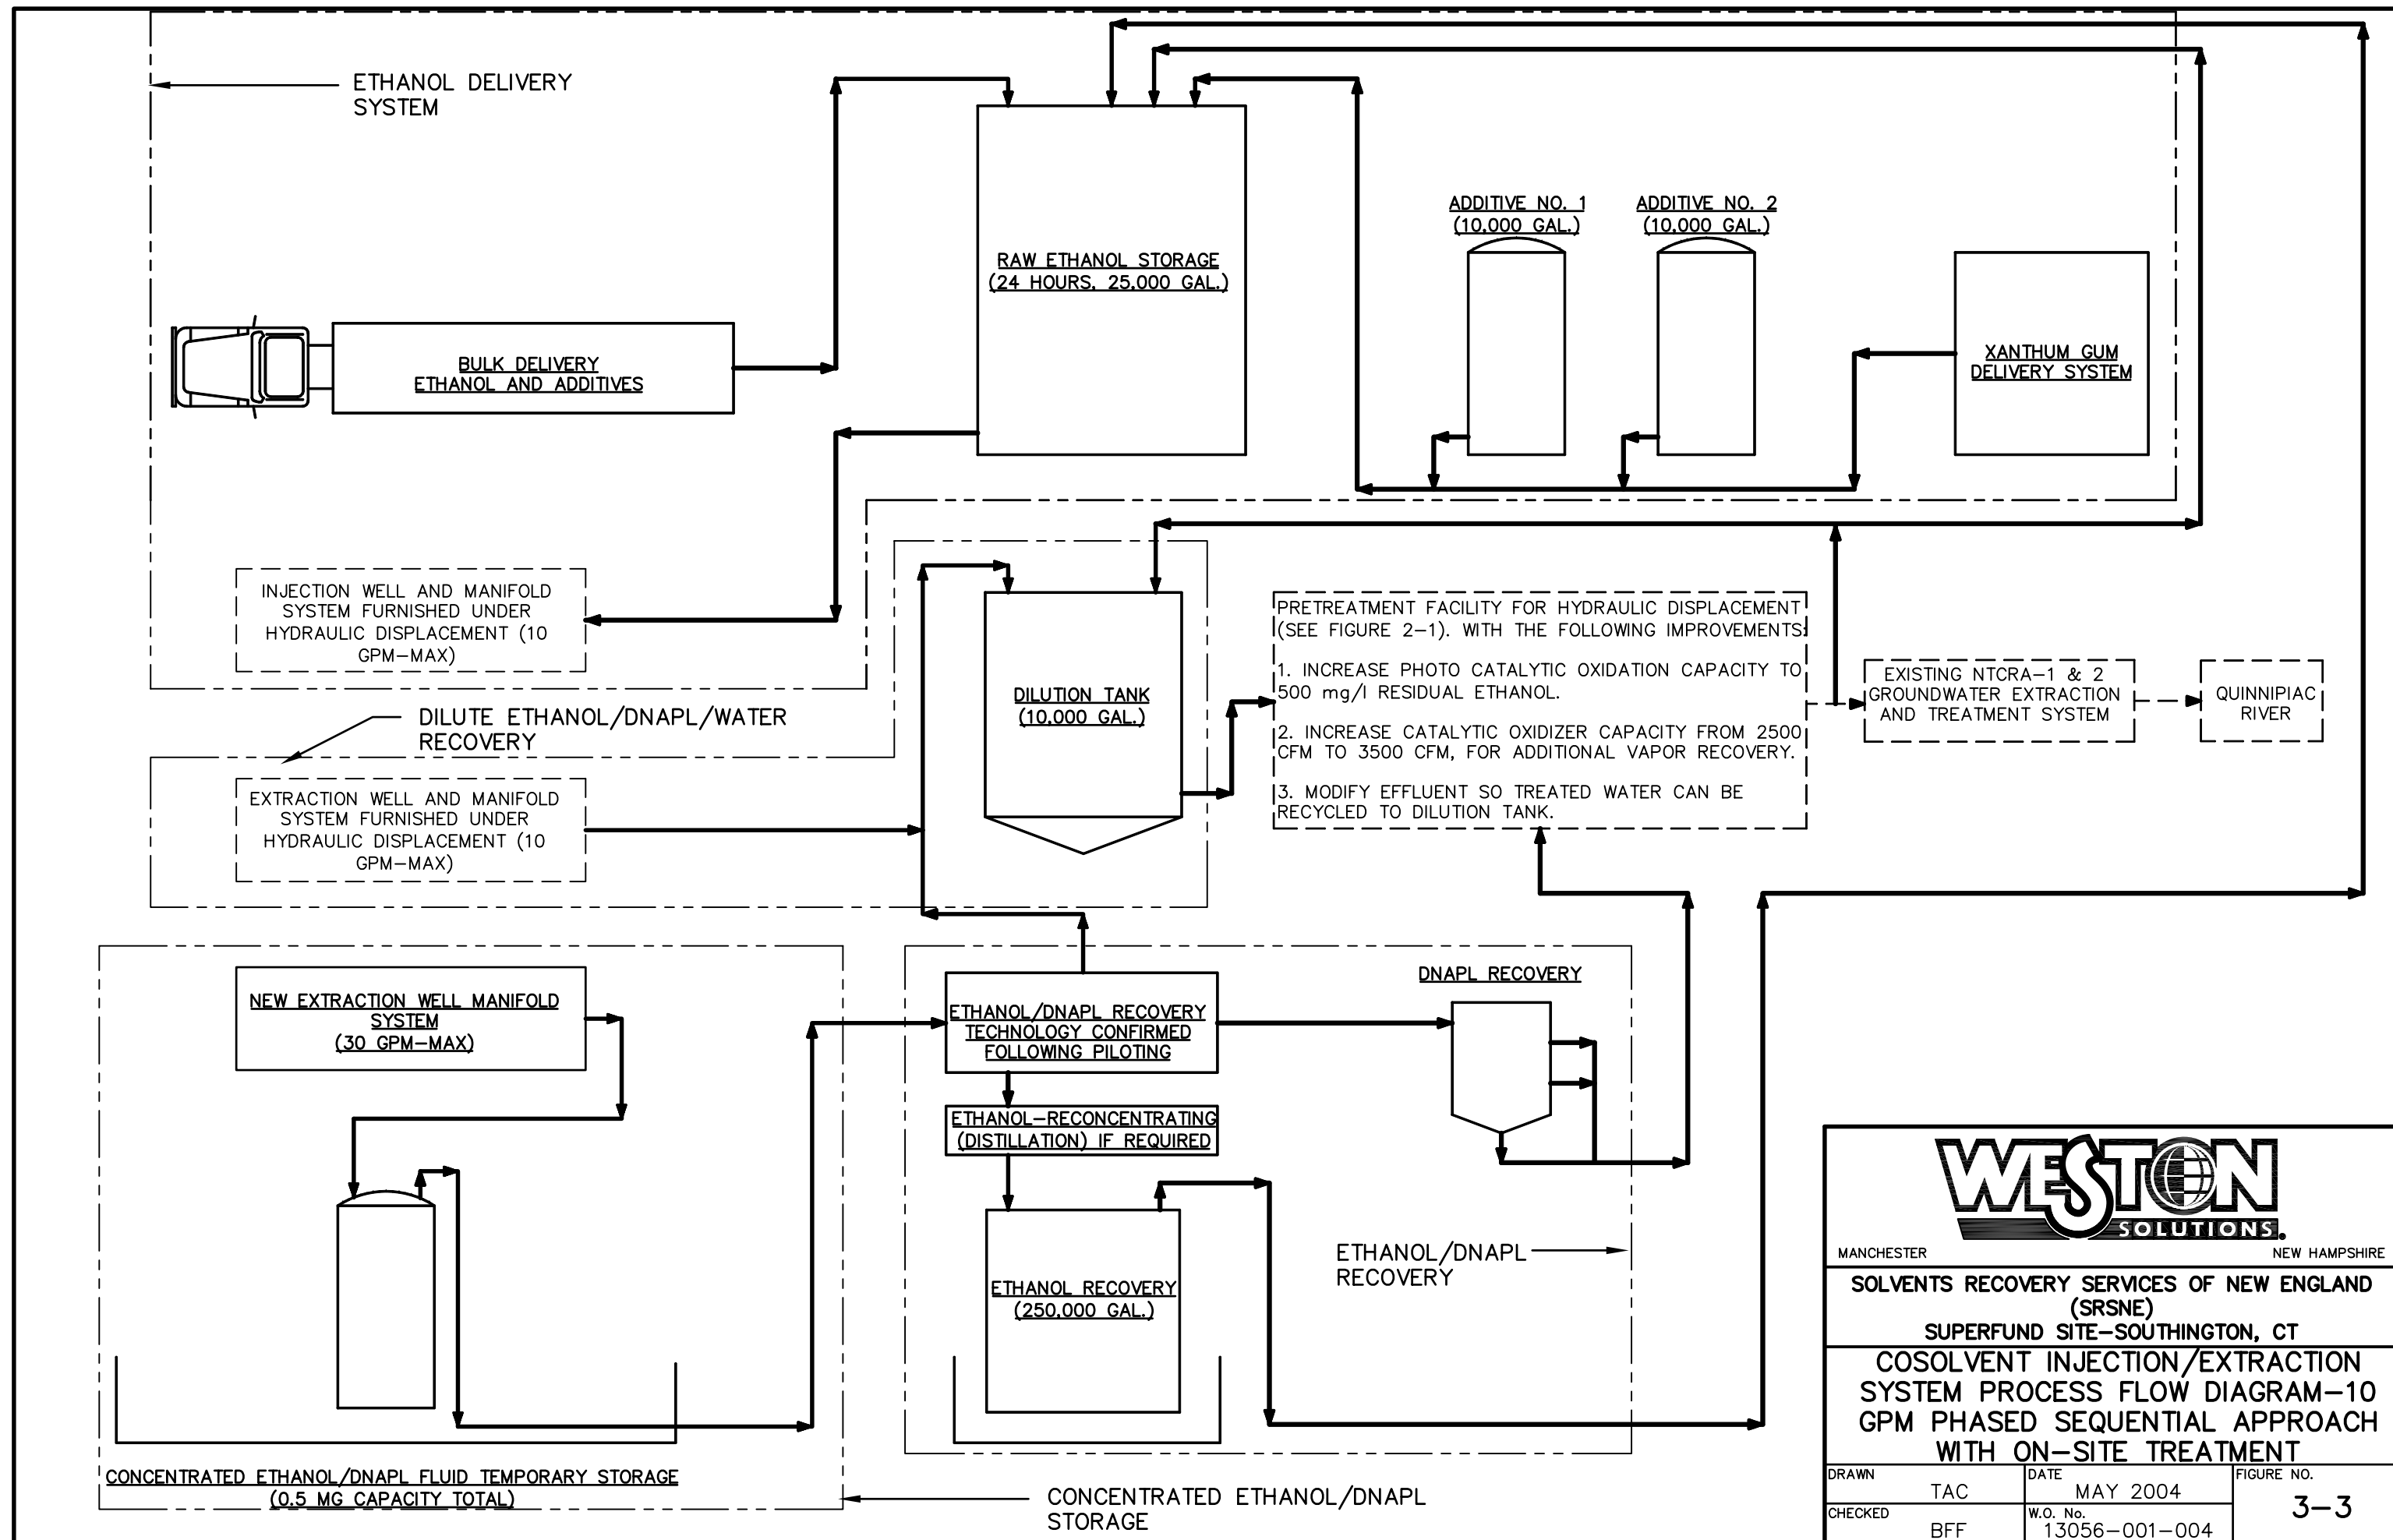 ETHANOL DELIVERY
SYSTEM
ADDITIVE NO. 1
(10,000 GAL.)
ADDITIVE NO. 2
(10,000 GAL.)
RAW ETHANOL STORAGE
(24 HOURS, 25,000 GAL.)
BULK DELIVERY
ETHANOL AND ADDITIVES
XANTHUM GUM
DELIVERY SYSTEM
INJECTION WELL AND MANIFOLD
SYSTEM FURNISHED UNDER
HYDRAULIC DISPLACEMENT (10
GPM-MAX)
DILUTION TANK
(10,000 GAL.)
PRETREATMENT FACILITY FOR HYDRAULIC DISPLACEMENT
(SEE FIGURE 2-1). WITH THE FOLLOWING IMPROVEMENTS:
1. INCREASE PHOTO CATALYTIC OXIDATION CAPACITY TO
500 mg/l RESIDUAL ETHANOL.
2. INCREASE CATALYTIC OXIDIZER CAPACITY FROM 2500
CFM TO 3500 CFM, FOR ADDITIONAL VAPOR RECOVERY.
3. MODIFY EFFLUENT SO TREATED WATER CAN BE
RECYCLED TO DILUTION TANK.
EXISTING NTCRA-1 & 2
GROUNDWATER EXTRACTION
AND TREATMENT SYSTEM
QUINNIPIAC
RIVER
DILUTE ETHANOL/DNAPL/WATER
RECOVERY
EXTRACTION WELL AND MANIFOLD
SYSTEM FURNISHED UNDER
HYDRAULIC DISPLACEMENT (10
GPM-MAX)
NEW EXTRACTION WELL MANIFOLD
SYSTEM
(30 GPM-MAX)
ETHANOL/DNAPL RECOVERY
TECHNOLOGY CONFIRMED
FOLLOWING PILOTING
DNAPL RECOVERY
ETHANOL-RECONCENTRATING
(DISTILLATION) IF REQUIRED
ETHANOL RECOVERY
(250,000 GAL.)
ETHANOL/DNAPL
RECOVERY
CONCENTRATED ETHANOL/DNAPL FLUID TEMPORARY STORAGE
(0.5 MG CAPACITY TOTAL)
CONCENTRATED ETHANOL/DNAPL
STORAGE
WESTON
SOLUTIONS®
MANCHESTER NEW HAMPSHIRE
SOLVENTS RECOVERY SERVICES OF NEW ENGLAND
(SRSNE)
SUPERFUND SITE-SOUTHINGTON, CT
COSOLVENT INJECTION/EXTRACTION
SYSTEM PROCESS FLOW DIAGRAM-10
GPM PHASED SEQUENTIAL APPROACH
WITH ON-SITE TREATMENT
DRAWN TAC
DATE MAY 2004
FIGURE NO. 3-3
CHECKED BFF
W.O. No. 13056-001-004